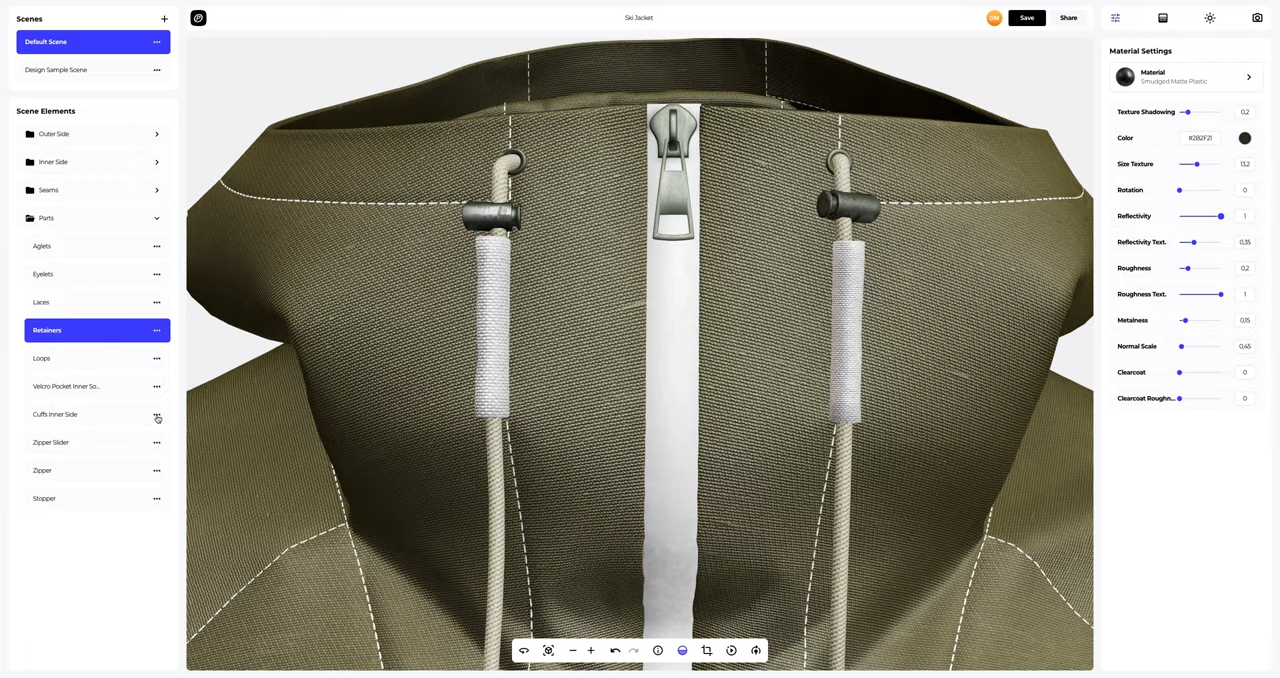 Scenes
Default Scene
Design Sample Scene
Scene Elements
Outer Side
Inner Side
Seams
Parts
Aglets
Eyelets
Laces
Retainers
Loops
Velcro Pocket Inner So...
Cuffs Inner Side
Zipper Slider
Zipper
Stopper
Ski Jacket
DM
Save
Share
Material Settings
Material
Smudged Matte Plastic
Texture Shadowing 0,2
Color #2B2F21
Size Texture 13,2
Rotation 0
Reflectivity 1
Reflectivity Text. 0,35
Roughness 0,2
Roughness Text. 1
Metalness 0,15
Normal Scale 0,45
Clearcoat 0
Clearcoat Roughn... 0